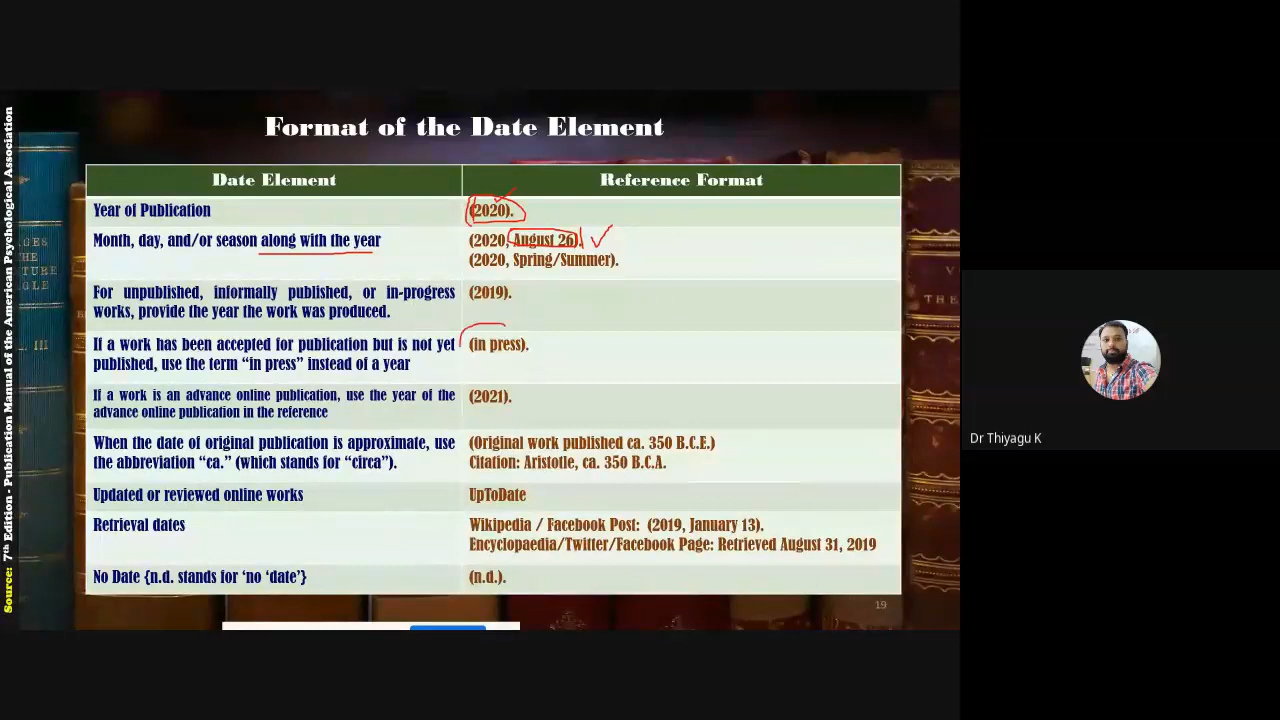 Format of the Date Element
Date Element Reference Format
Year of Publication (2020).
Month, day, and/or season along with the year (2020, August 26).
(2020, Spring/Summer).
For unpublished, informally published, or in-progress (2019).
works, provide the year the work was produced.
If a work has been accepted for publication but is not yet (in press).
published, use the term “in press” instead of a year
If a work is an advance online publication, use the year of the (2021).
advance online publication in the reference
When the date of original publication is approximate, use (Original work published ca. 350 B.C.E.)
the abbreviation “ca.” (which stands for “circa”). Citation: Aristotle, ca. 350 B.C.A.
Updated or reviewed online works UpToDate
Retrieval dates Wikipedia / Facebook Post: (2019, January 13).
Encyclopaedia/Twitter/Facebook Page: Retrieved August 31, 2019
No Date {n.d. stands for ‘no ‘date’} (n.d.).
19
Source: 7th Edition - Publication Manual of the American Psychological Association
Dr Thiyagu K